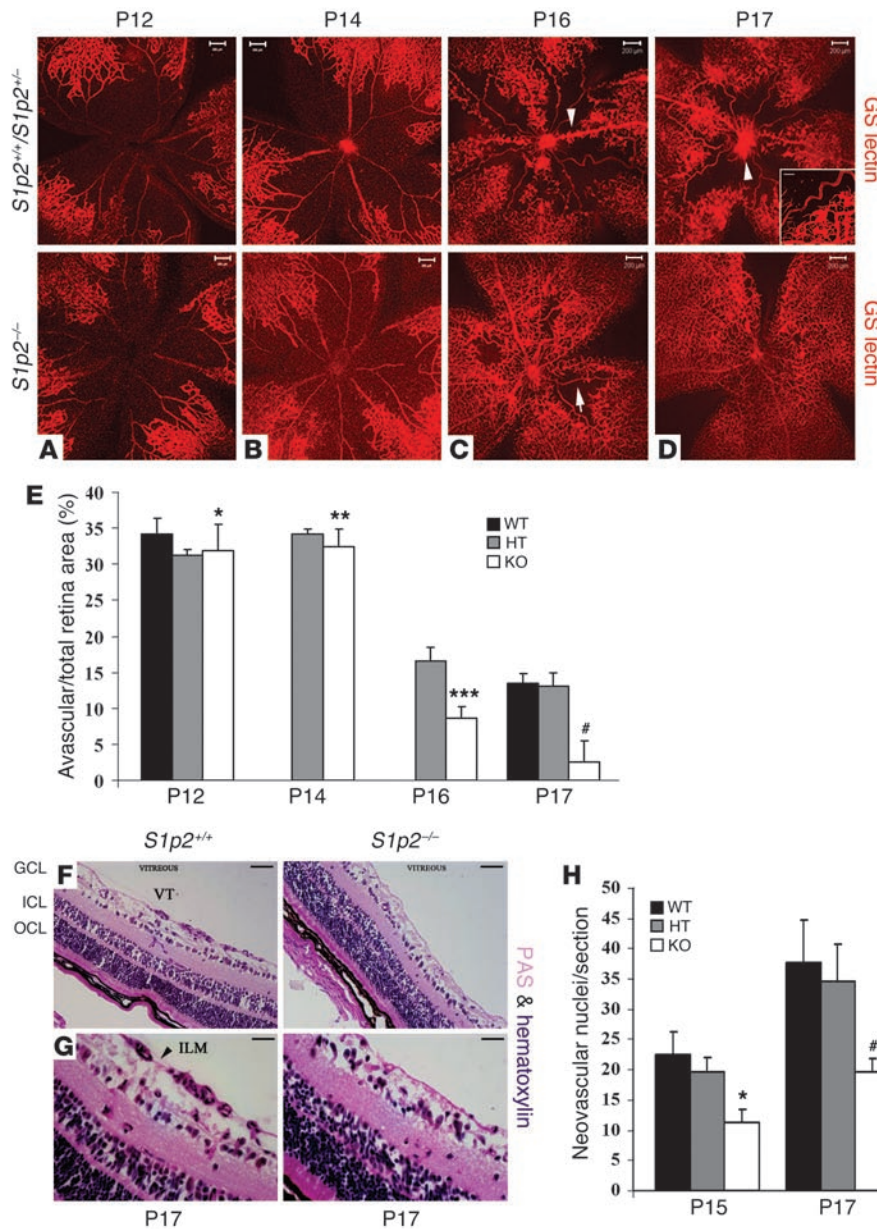 P12 P14 P16 P17
S1p2+/+/S1p2+/−
200 μm 200 μm
GS lectin
S1p2−/−
200 μm 200 μm
GS lectin
A B C D
E
Avascular/total retina area (%)
40
35
30
25
20
15
10
5
0
* ** *** #
WT
HT
KO
P12 P14 P16 P17
S1p2+/+ S1p2−/−
GCL
ICL
OCL
F
VITREOUS VITREOUS
VT
G
ILM
PAS & hematoxylin
P17 P17
H
Neovascular nuclei/section
50
45
40
35
30
25
20
15
10
5
0
WT
HT
KO
* #
P15 P17